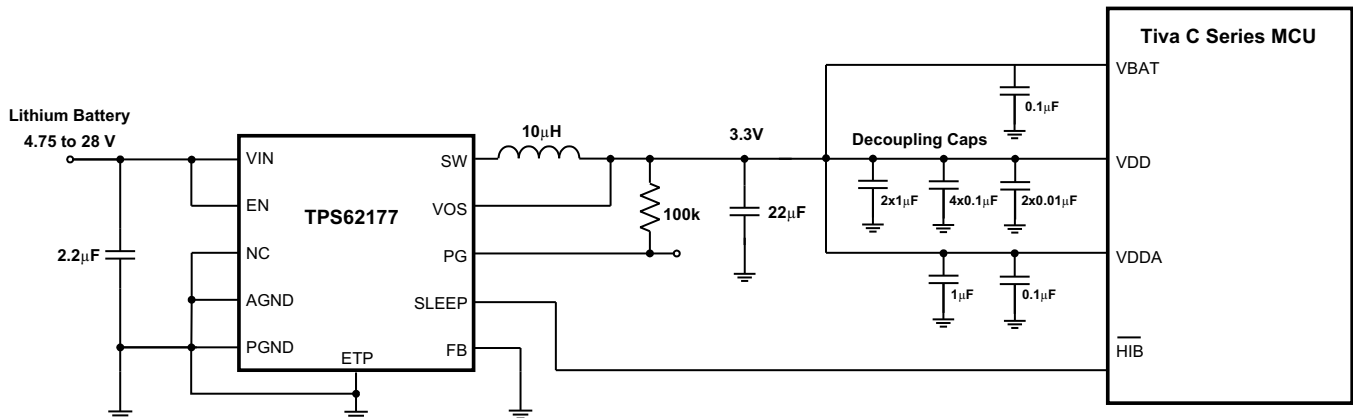 Tiva C Series MCU
VBAT
0.1μF
Lithium Battery
4.75 to 28 V
10μH
3.3V
Decoupling Caps
VIN
SW
VDD
EN
TPS62177
VOS
100k
22μF
2x1μF
4x0.1μF
2x0.01μF
2.2μF
NC
PG
VDDA
AGND
SLEEP
1μF
0.1μF
PGND
ETP
FB
HIB